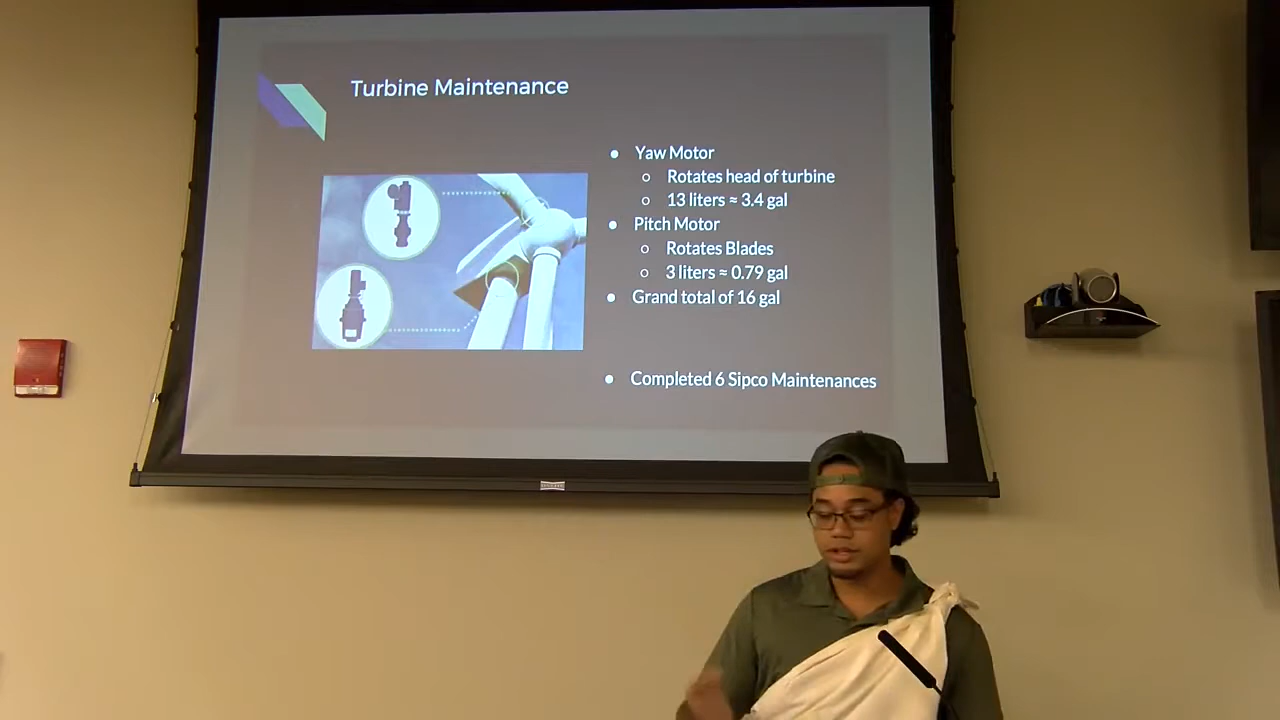 Turbine Maintenance
● Yaw Motor
○ Rotates head of turbine
○ 13 liters ≈ 3.4 gal
● Pitch Motor
○ Rotates Blades
○ 3 liters ≈ 0.79 gal
● Grand total of 16 gal
● Completed 6 Sipco Maintenances